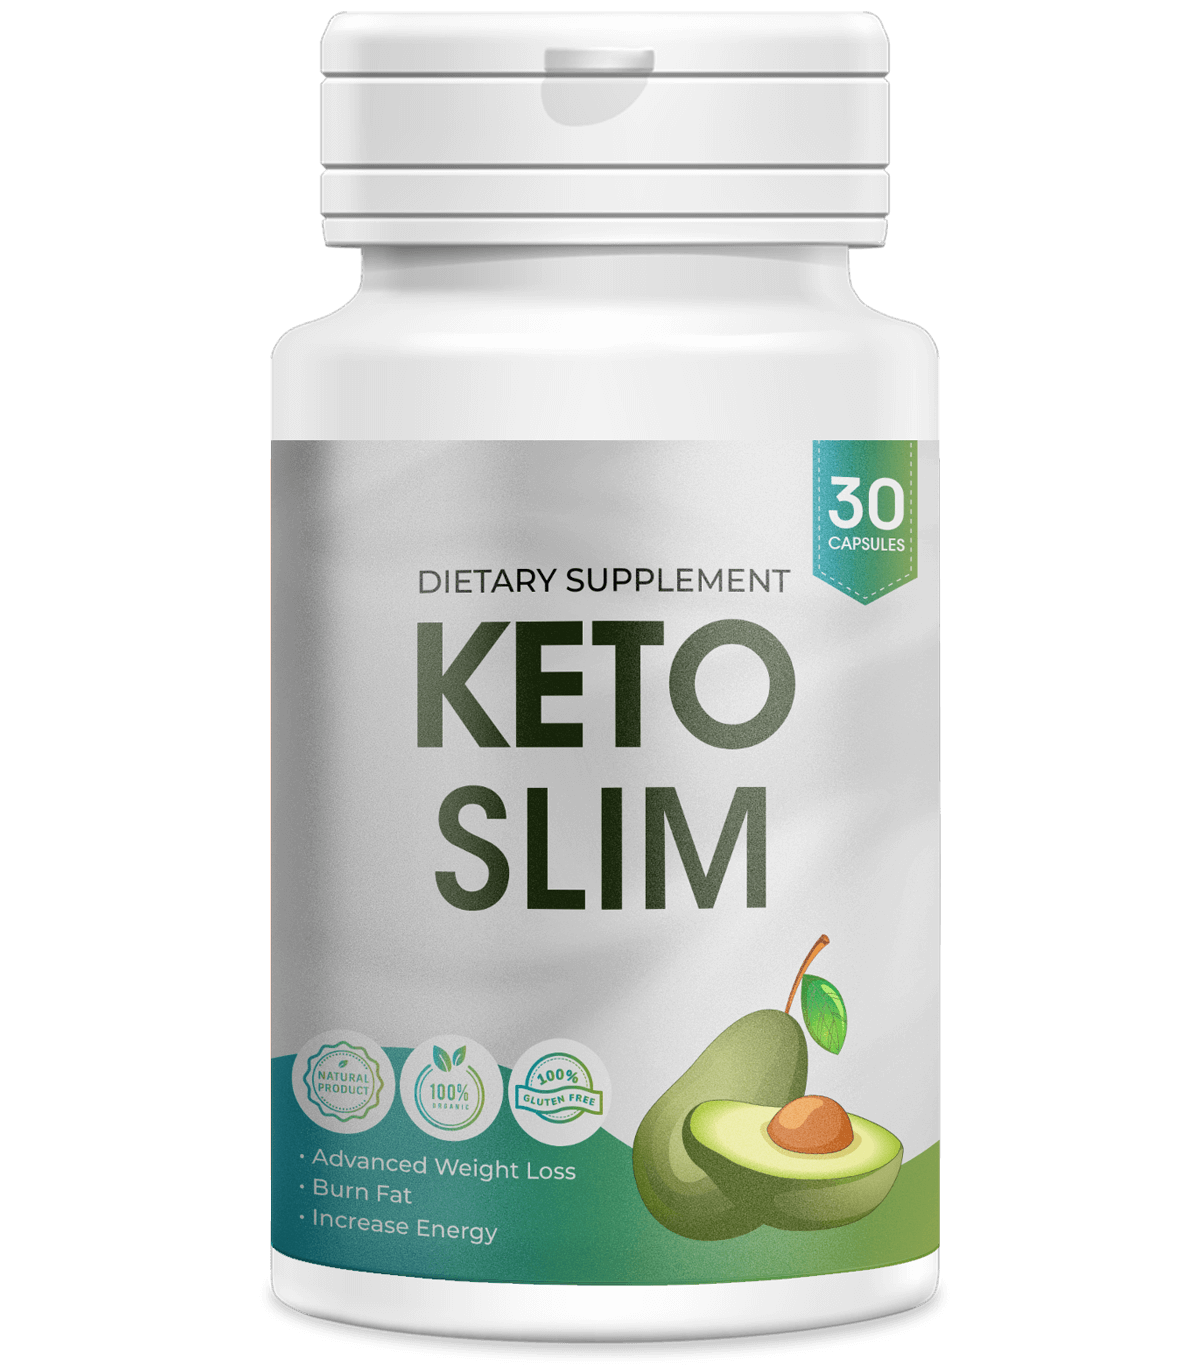 30
CAPSULES
DIETARY SUPPLEMENT
KETO
SLIM
NATURAL
PRODUCT
100%
ORGANIC
100%
GLUTEN FREE
• Advanced Weight Loss
• Burn Fat
• Increase Energy